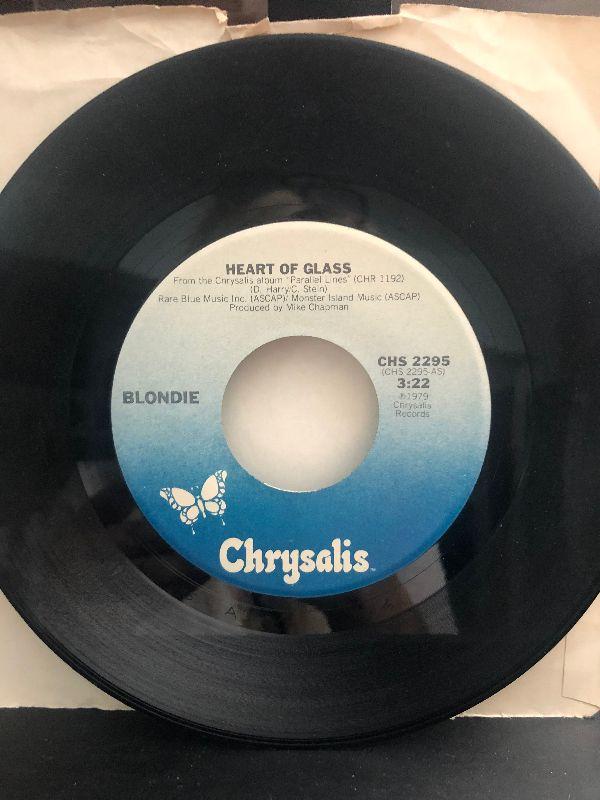 HEART OF GLASS
From the Chrysalis album "Parallel Lines" (CHR 1192)
(D. Harry/C. Stein)
Rare Blue Music Inc. (ASCAP)/ Monster Island Music (ASCAP)
Produced by Mike Chapman
CHS 2295
(CHS 2295-AS)
3:22
℗1979
Chrysalis
Records
BLONDIE
Chrysalis™